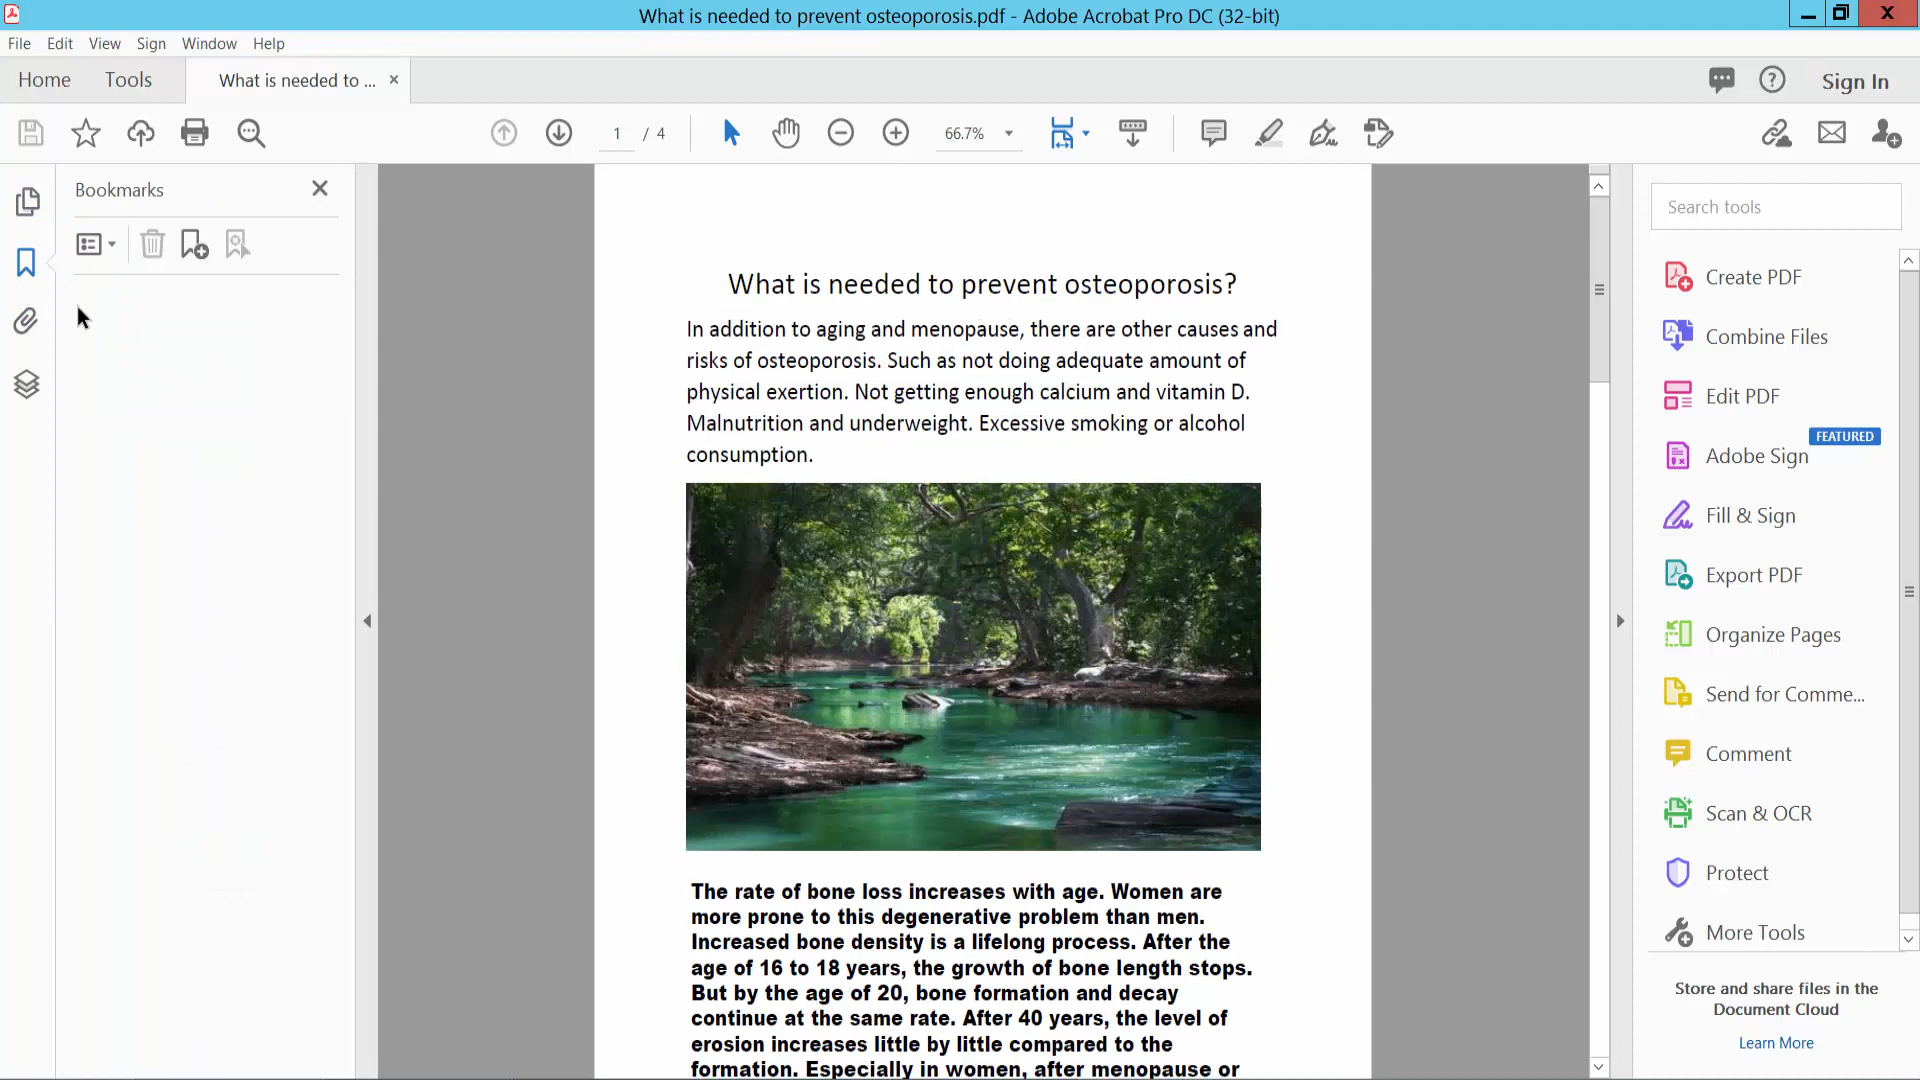 What is needed to prevent osteoporosis.pdf - Adobe Acrobat Pro DC (32-bit)
File Edit View Sign Window Help
Home Tools What is needed to ... × Sign In
1 / 4 66.7%
Bookmarks
Search tools
Create PDF
Combine Files
Edit PDF
FEATURED
Adobe Sign
Fill & Sign
Export PDF
Organize Pages
Send for Comme...
Comment
Scan & OCR
Protect
More Tools
Store and share files in the
Document Cloud
Learn More
What is needed to prevent osteoporosis?
In addition to aging and menopause, there are other causes and
risks of osteoporosis. Such as not doing adequate amount of
physical exertion. Not getting enough calcium and vitamin D.
Malnutrition and underweight. Excessive smoking or alcohol
consumption.
The rate of bone loss increases with age. Women are
more prone to this degenerative problem than men.
Increased bone density is a lifelong process. After the
age of 16 to 18 years, the growth of bone length stops.
But by the age of 20, bone formation and decay
continue at the same rate. After 40 years, the level of
erosion increases little by little compared to the
formation. Especially in women, after menopause or